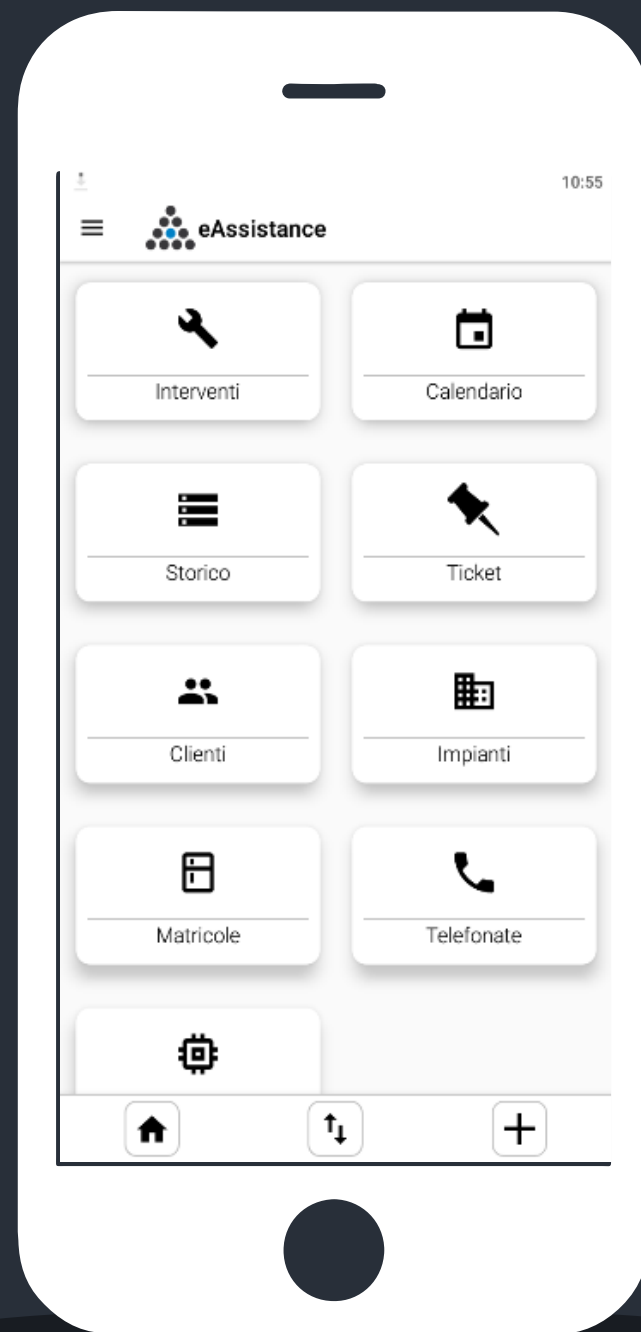 10:55
eAssistance
Interventi
Calendario
Storico
Ticket
Clienti
Impianti
Matricole
Telefonate